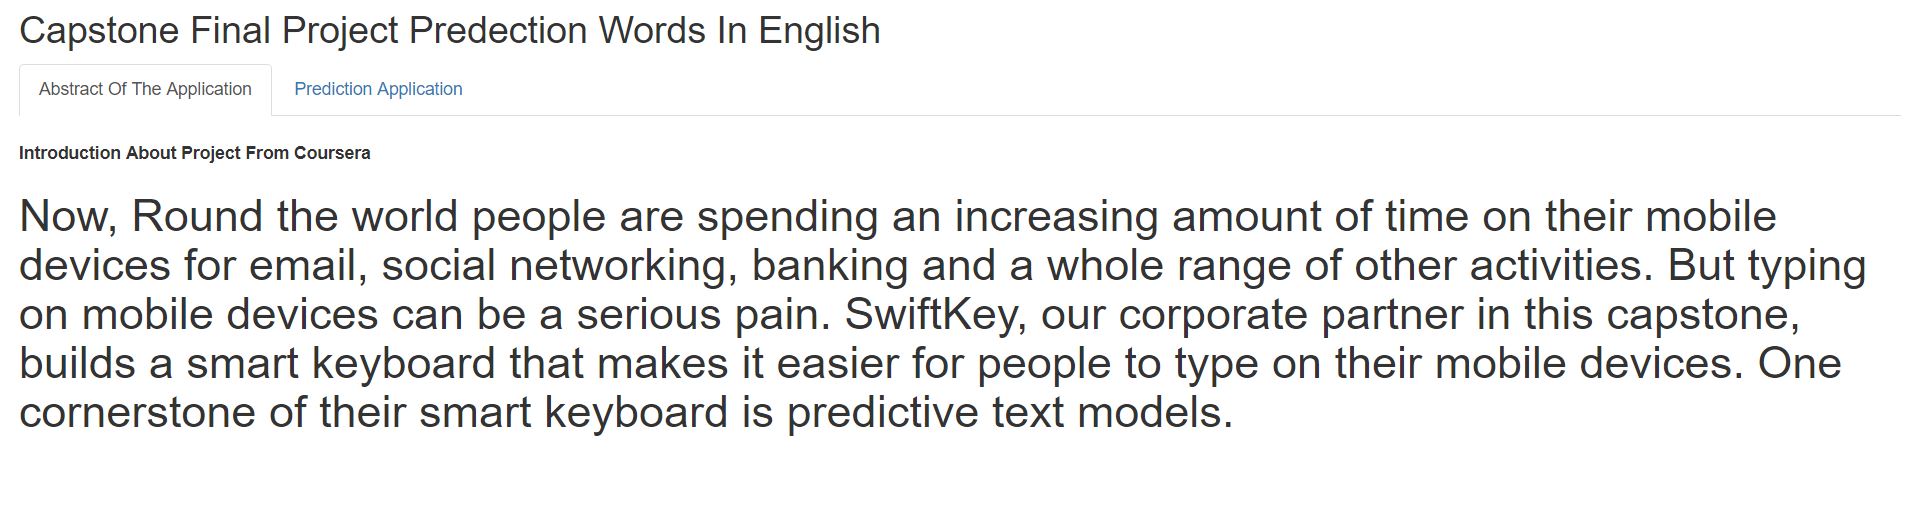 Capstone Final Project Predection Words In English
Abstract Of The Application
Prediction Application
Introduction About Project From Coursera
Now, Round the world people are spending an increasing amount of time on their mobile
devices for email, social networking, banking and a whole range of other activities. But typing
on mobile devices can be a serious pain. SwiftKey, our corporate partner in this capstone,
builds a smart keyboard that makes it easier for people to type on their mobile devices. One
cornerstone of their smart keyboard is predictive text models.